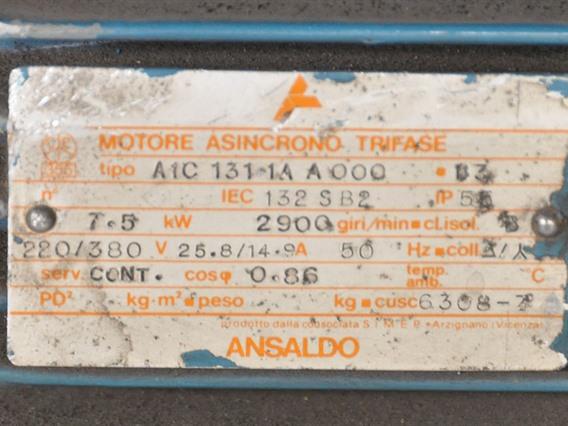 MOTORE ASINCRONO TRIFASE
tipo A1C 131 1A A 000 ▪ B3
n° IEC 132 SB2 IP
7.5 kW 2900 giri/min ▪ cl.isol. B
220/380 V 25.8/14.9 A 50 Hz ▪ coll.
serv. CONT. cosφ 0.86 temp. amb. °C
PD² kg·m² ▪ peso kg ▪ cusc 6308-Z
prodotto dalla consociata S.I.M.E.R. - Arzignano (Vicenza)
ANSALDO